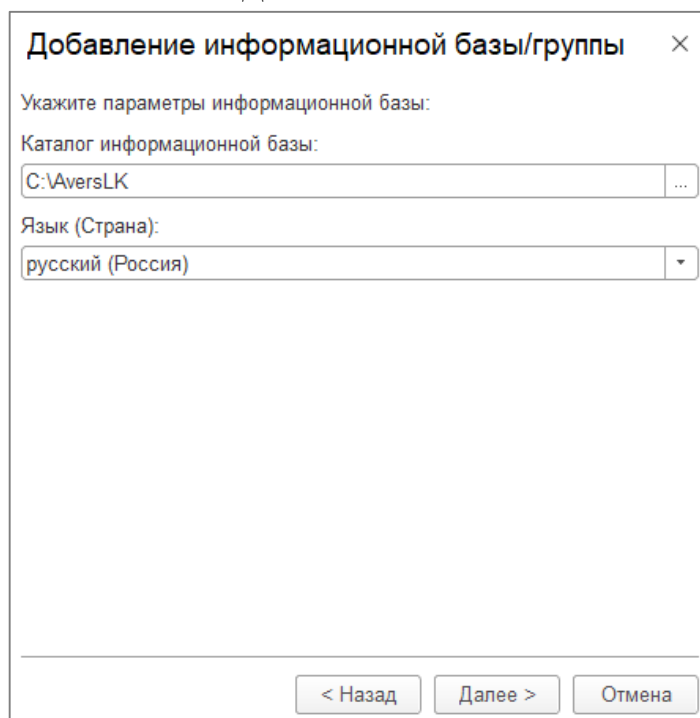 Добавление информационной базы/группы ×
Укажите параметры информационной базы:
Каталог информационной базы:
C:\AversLK ...
Язык (Страна):
русский (Россия)
< Назад Далее > Отмена